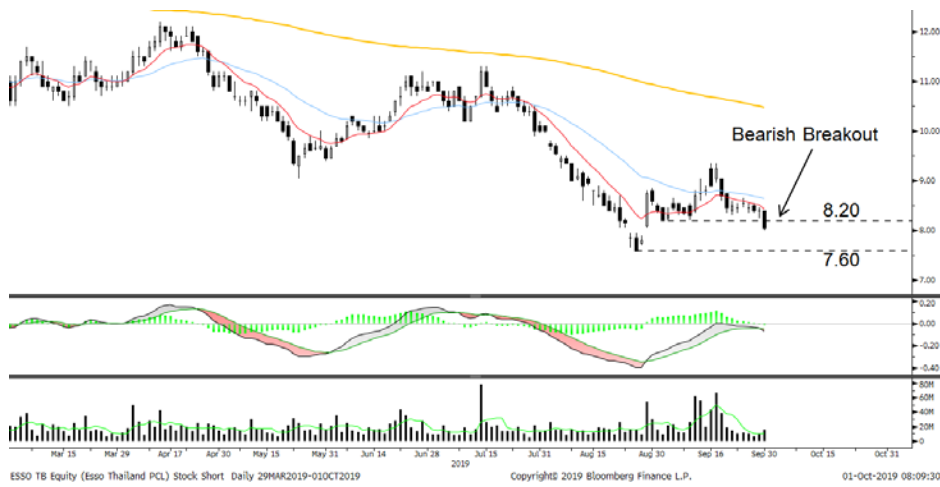 12.00
11.00
10.00
9.00
8.00
7.00
Bearish Breakout
8.20
7.60
0.20
0.00
-0.20
-0.40
80M
60M
40M
20M
0
Mar 15 Mar 29 Apr 17 Apr 30 May 15 May 31 Jun 14 Jun 28 Jul 15 Jul 31 Aug 15 Aug 30 Sep 16 Sep 30 Oct 15 Oct 31
2019
ESSO TB Equity (Esso Thailand PCL) Stock Short Daily 29MAR2019-01OCT2019 Copyright© 2019 Bloomberg Finance L.P. 01-Oct-2019 08:09:30